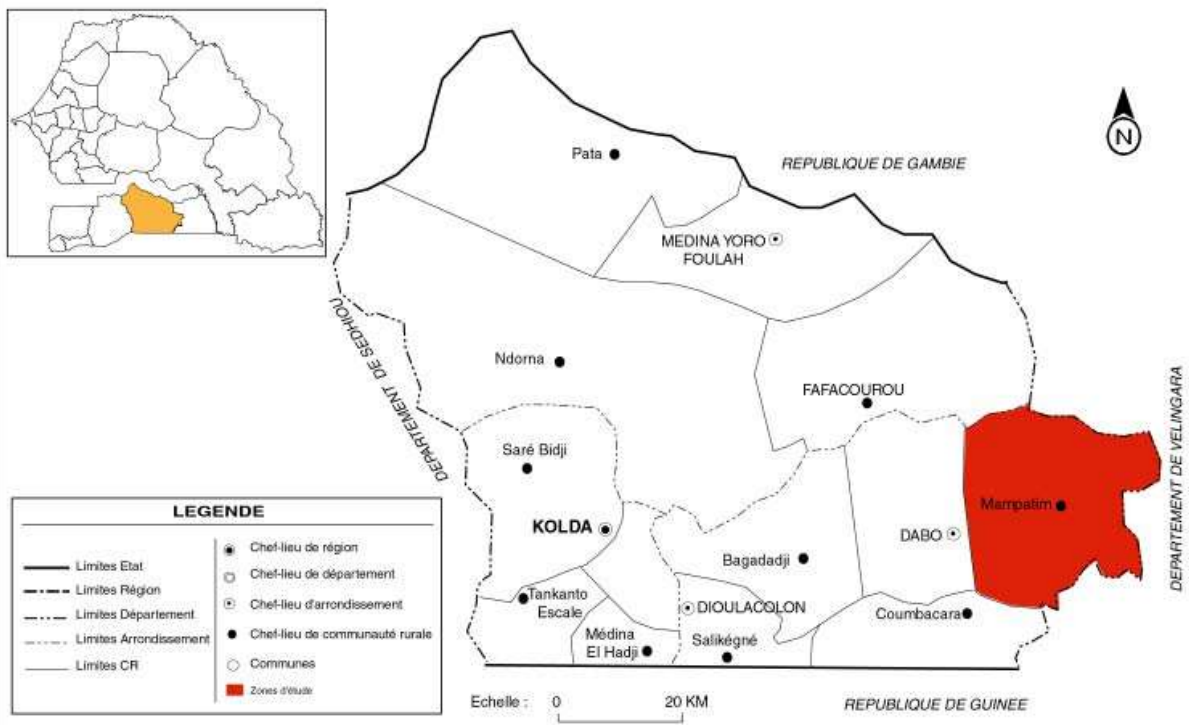 N
Pata
REPUBLIQUE DE GAMBIE
MEDINA YORO
FOULAH
DEPARTEMENT DE SEDHIOU
Ndorna
FAFACOUROU
DEPARTEMENT DE VELINGARA
Saré Bidji
Mampatim
KOLDA
DABO
Bagadadji
Tankanto
Escale
DIOULACOLON
Coumbacara
Médina
El Hadji
Salikégné
LEGENDE
Limites Etat
Limites Région
Limites Département
Limites Arrondissement
Limites CR
Chef-lieu de région
Chef-lieu de département
Chef-lieu d'arrondissement
Chef-lieu de communauté rurale
Communes
Zones d'étude
Echelle : 0 20 KM
REPUBLIQUE DE GUINEE